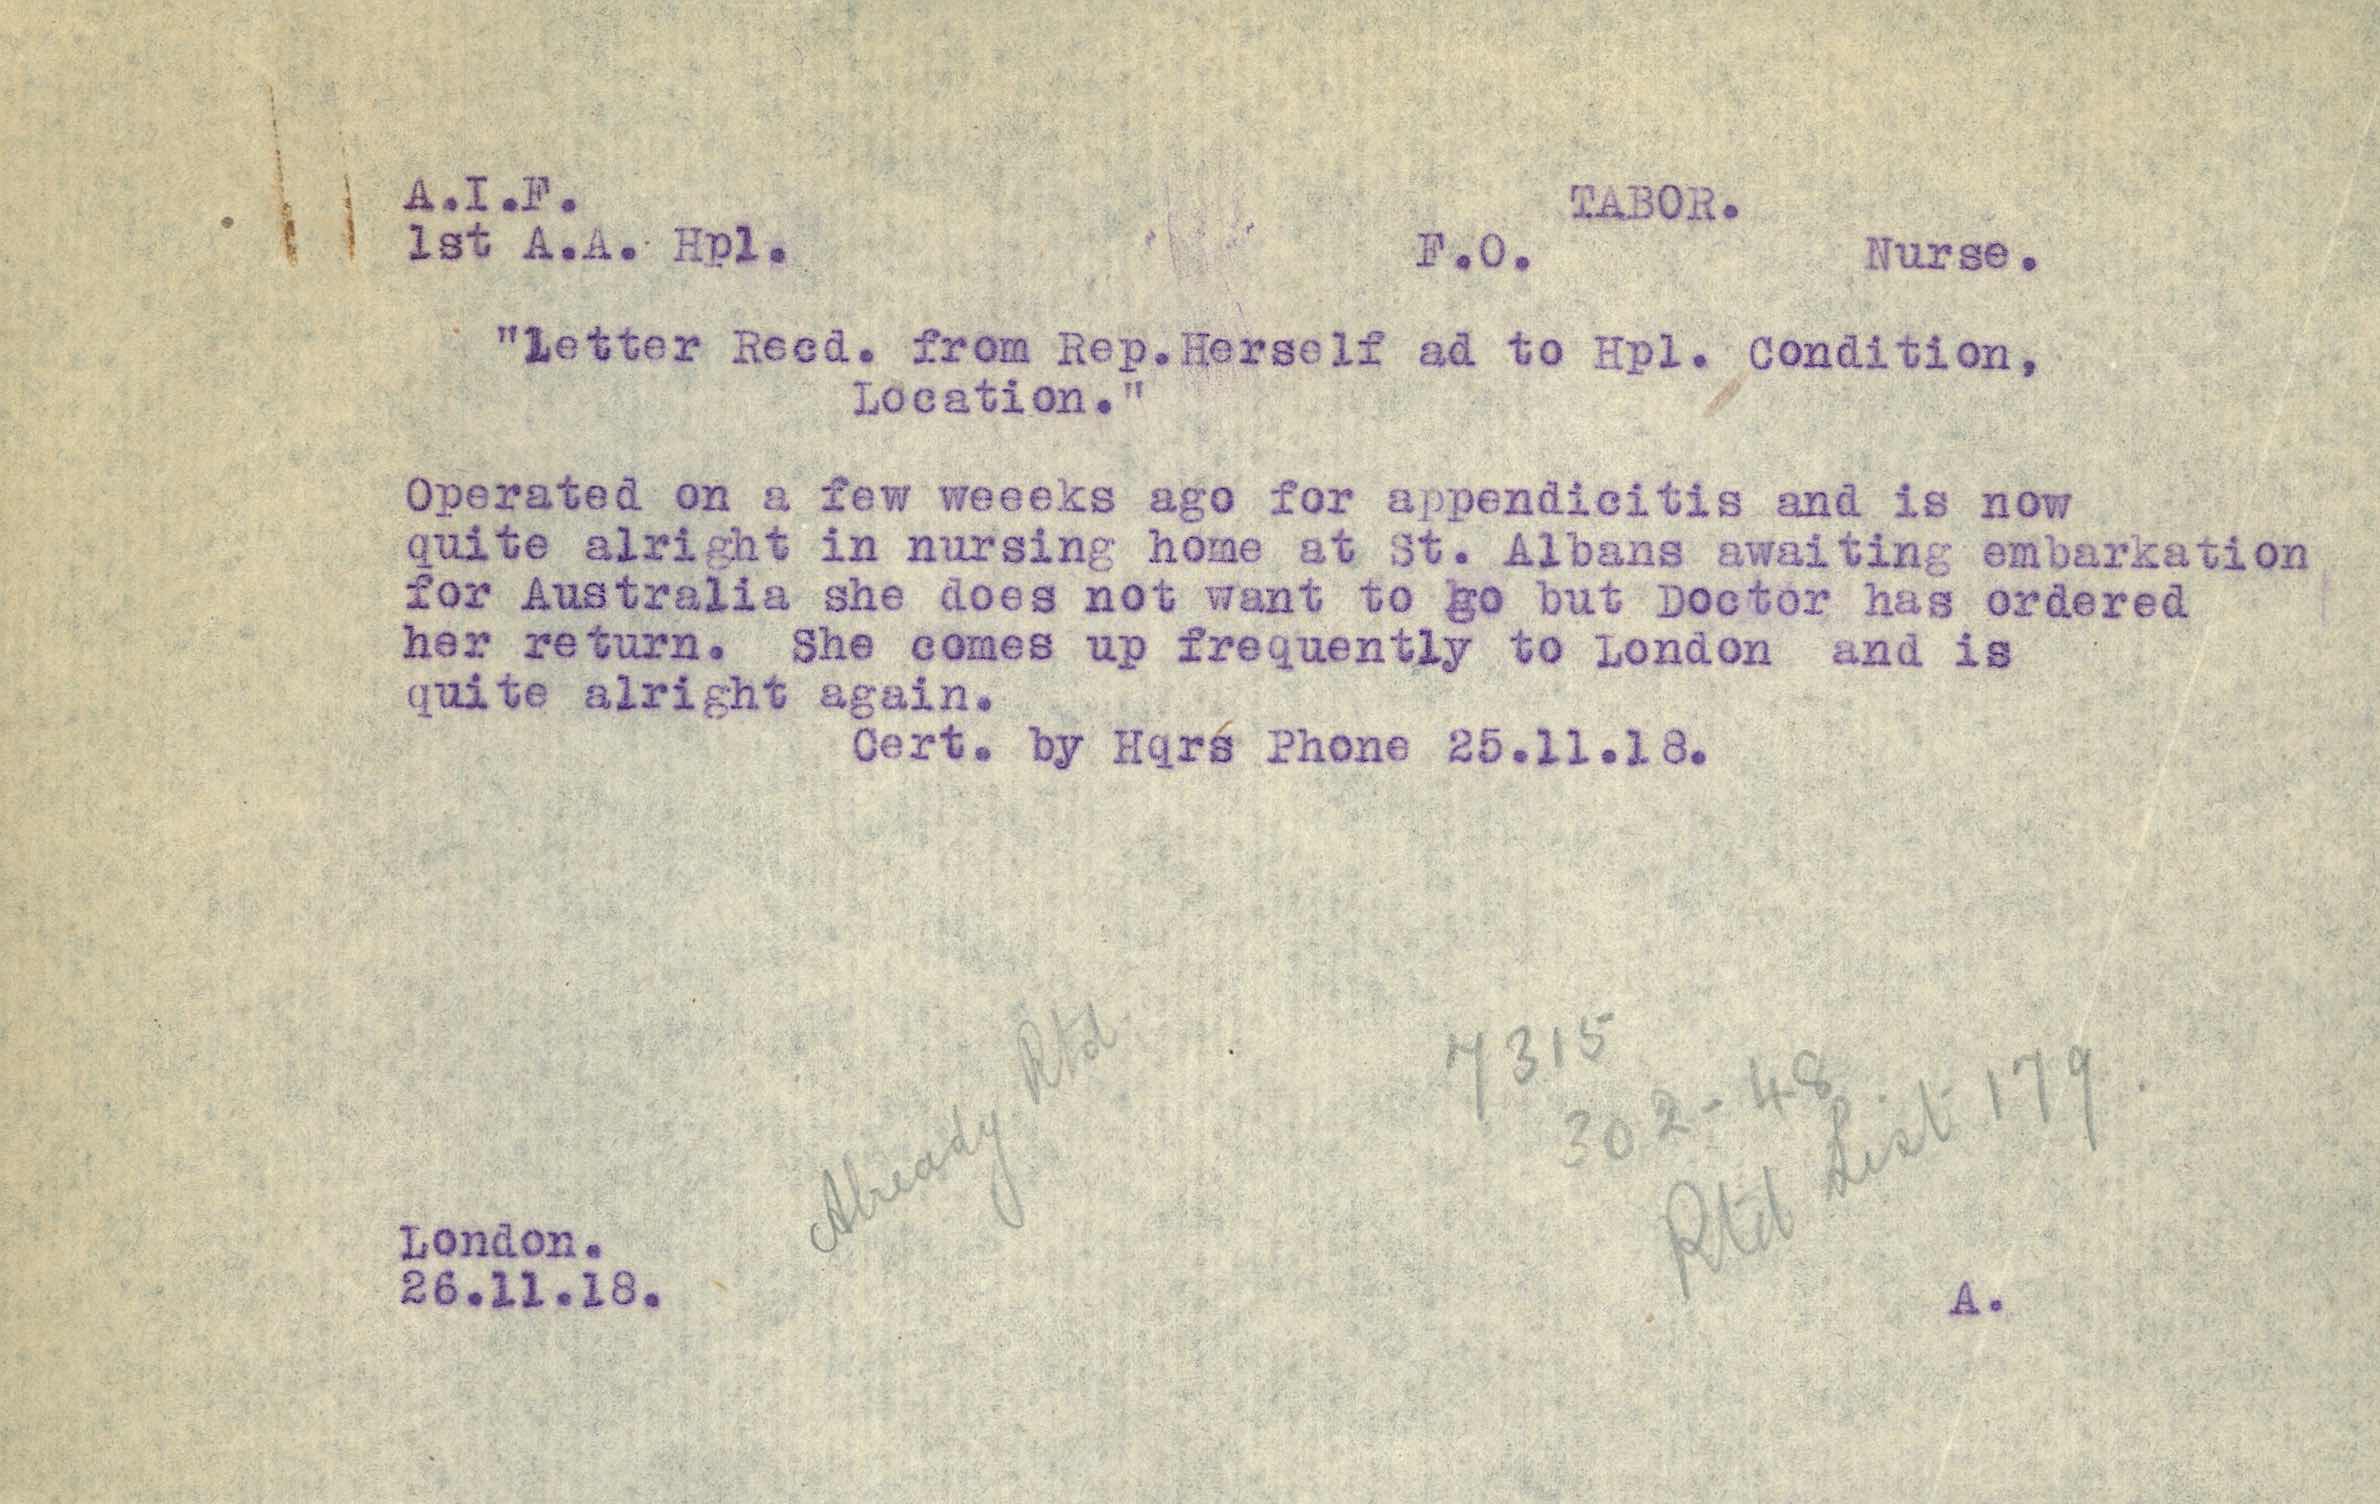 A.I.F.
TABOR.
1st A.A. Hpl.
F.O. Nurse.
"Letter Recd. from Rep.Herself ad to Hpl. Condition,
Location."
Operated on a few weeeks ago for appendicitis and is now
quite alright in nursing home at St. Albans awaiting embarkation
for Australia she does not want to go but Doctor has ordered
her return. She comes up frequently to London and is
quite alright again.
Cert. by Hqrs Phone 25.11.18.
Already Rtd.
7315
302-48
Rtd List 179.
London.
26.11.18.
A.